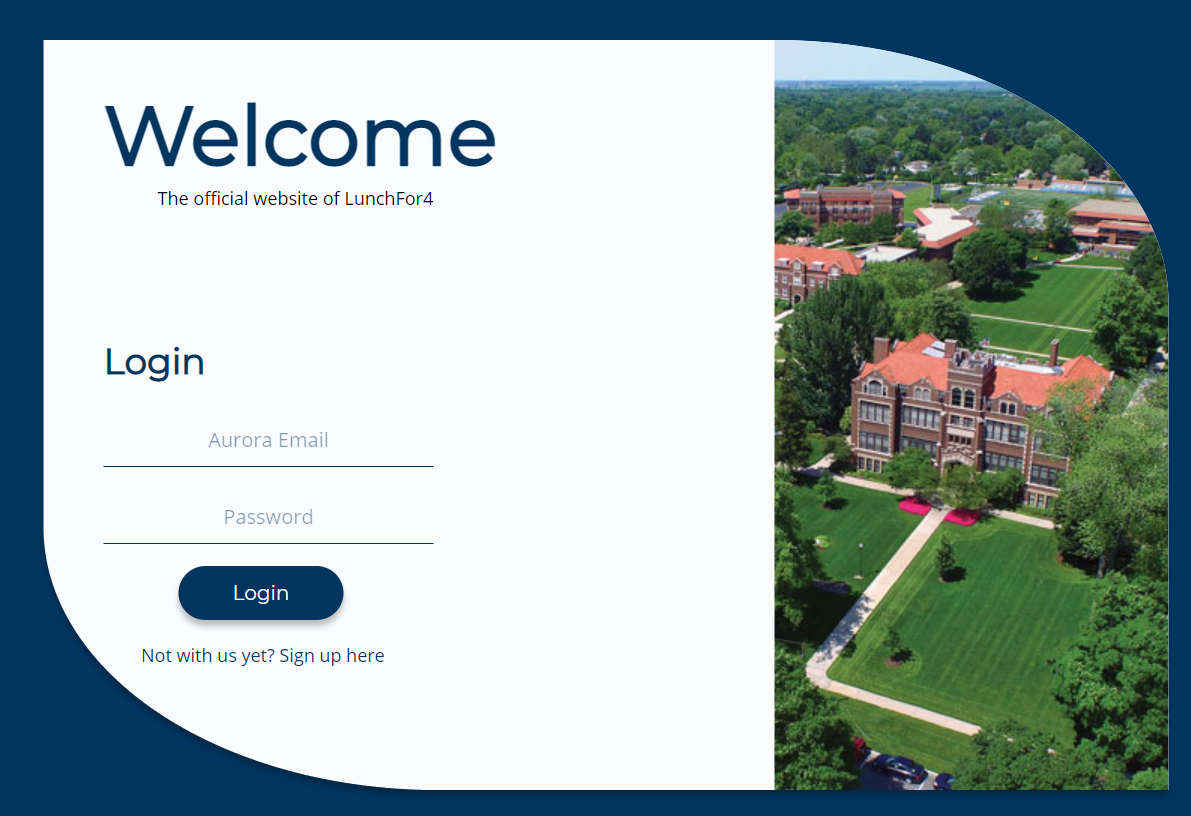 Welcome
The official website of LunchFor4
Login
Aurora Email
Password
Login
Not with us yet? Sign up here